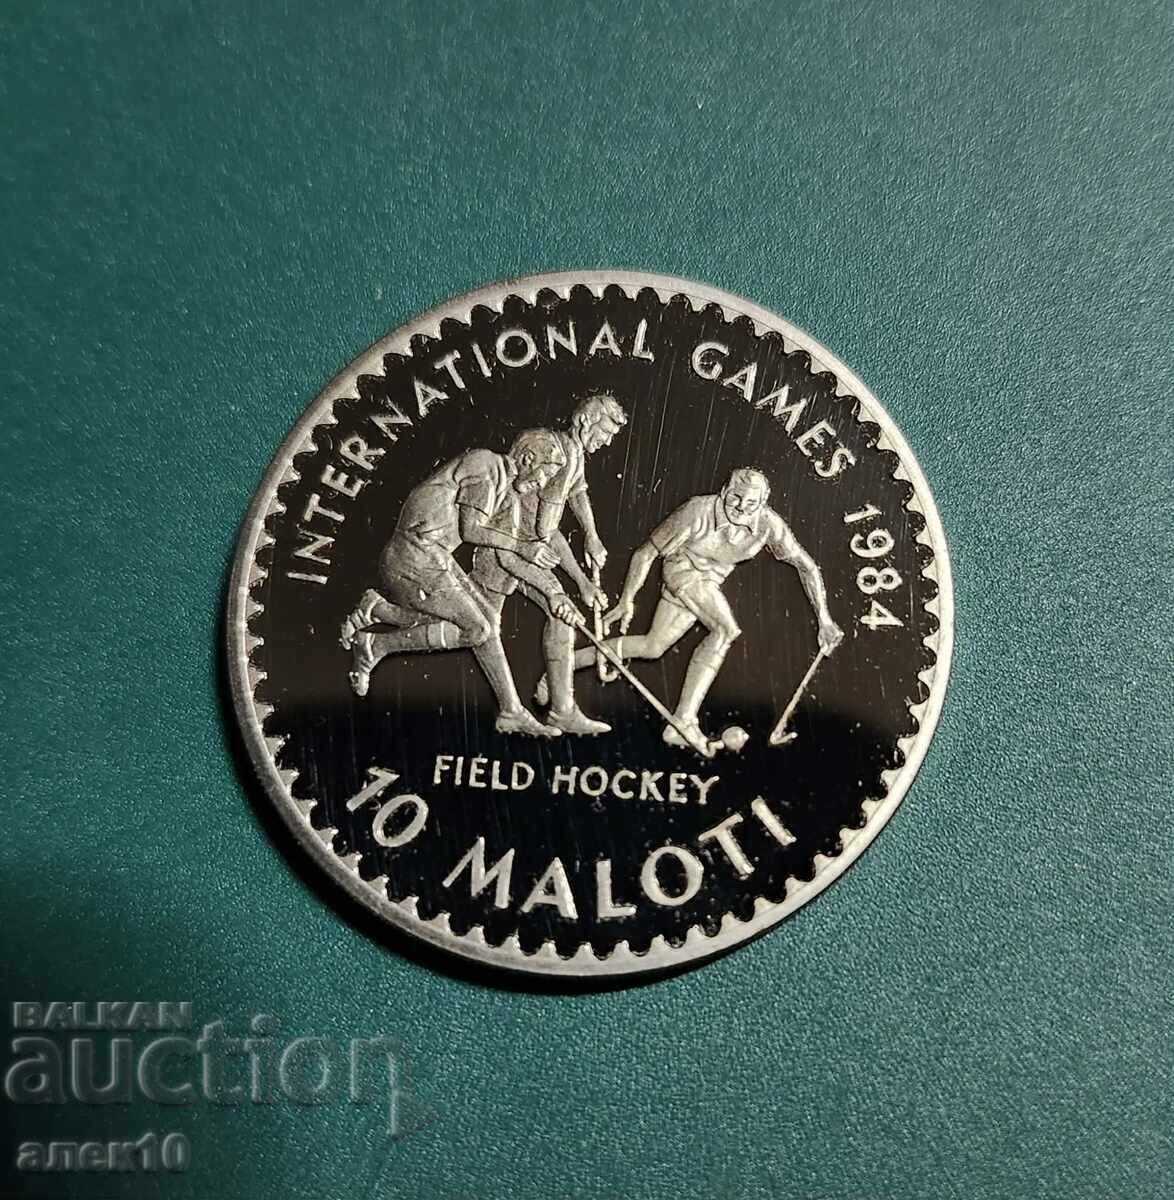 INTERNATIONAL GAMES 1984
FIELD HOCKEY
10 MALOTI
BALKAN
auction
алек10